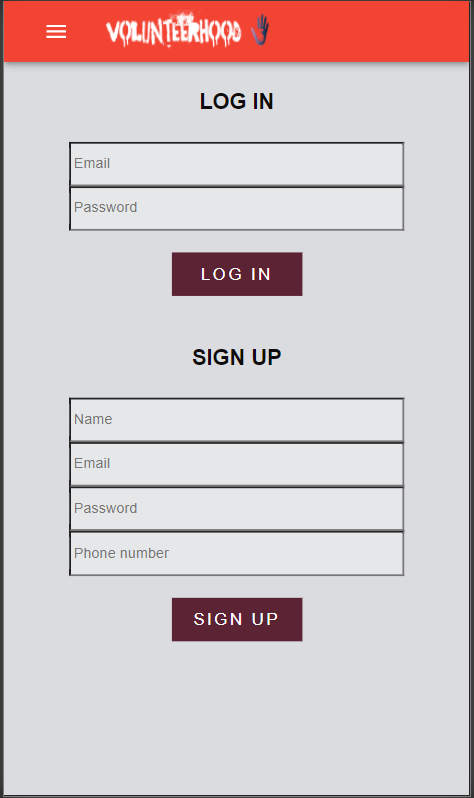 VOLUNTEERHOOD
LOG IN
Email
Password
LOG IN
SIGN UP
Name
Email
Password
Phone number
SIGN UP